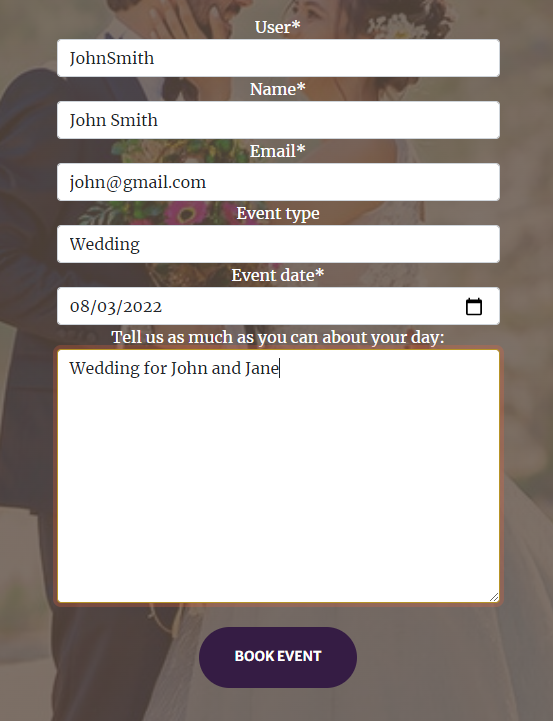 User*
JohnSmith
Name*
John Smith
Email*
john@gmail.com
Event type
Wedding
Event date*
08/03/2022
Tell us as much as you can about your day:
Wedding for John and Jane
BOOK EVENT